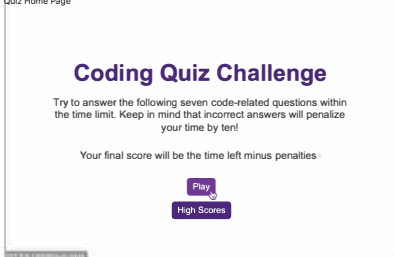 Quiz Home Page
Coding Quiz Challenge
Try to answer the following seven code-related questions within
the time limit. Keep in mind that incorrect answers will penalize
your time by ten!
Your final score will be the time left minus penalties
Play
High Scores